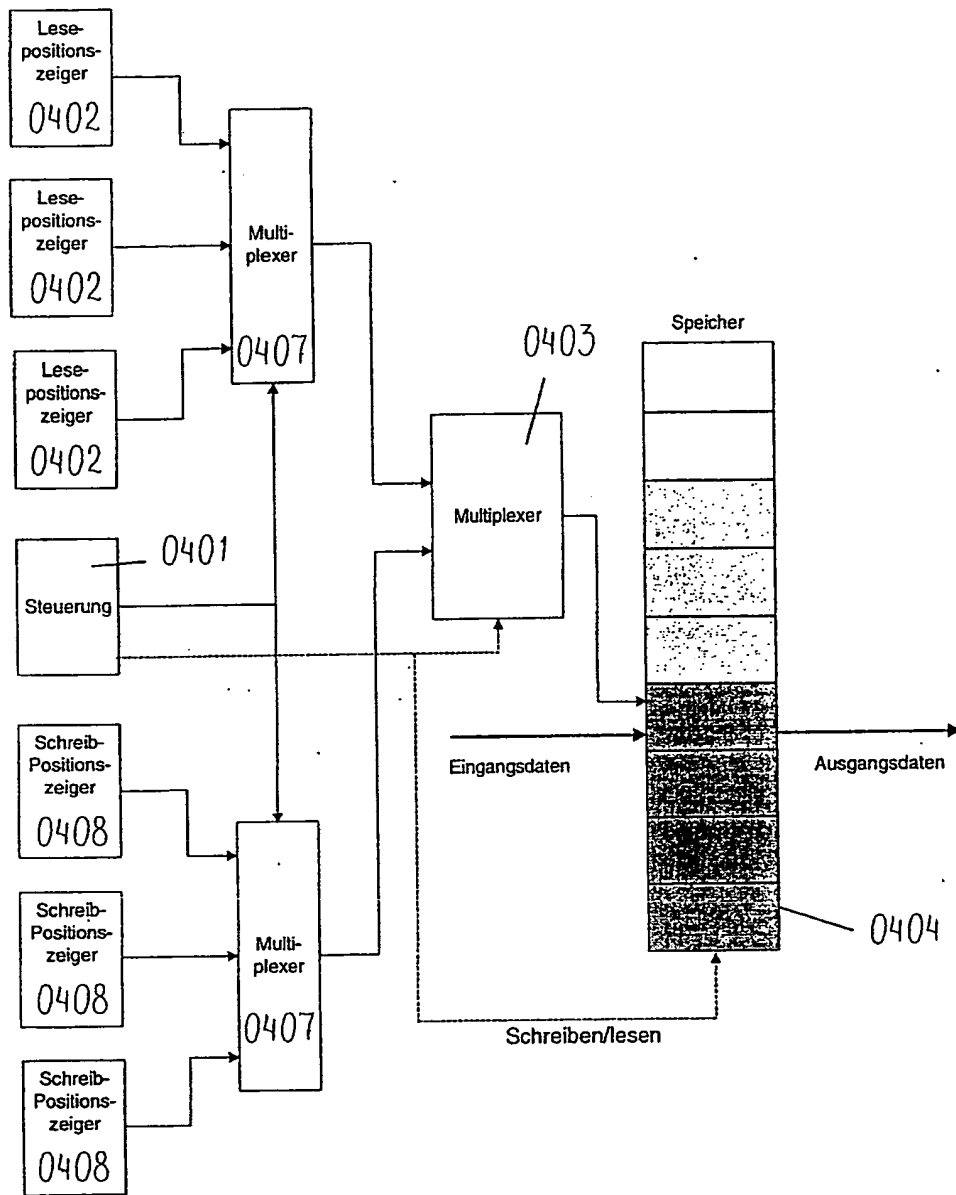 Lese-
positions-
zeiger
0402
Lese-
positions-
zeiger
0402
Lese-
positions-
zeiger
0402
Multi-
plexer
0407
0403
Multiplexer
Speicher
0401
Steuerung
Eingangsdaten
Ausgangsdaten
0404
Schreiben/lesen
Schreib-
Positions-
zeiger
0408
Schreib-
Positions-
zeiger
0408
Schreib-
Positions-
zeiger
0408
Multi-
plexer
0407